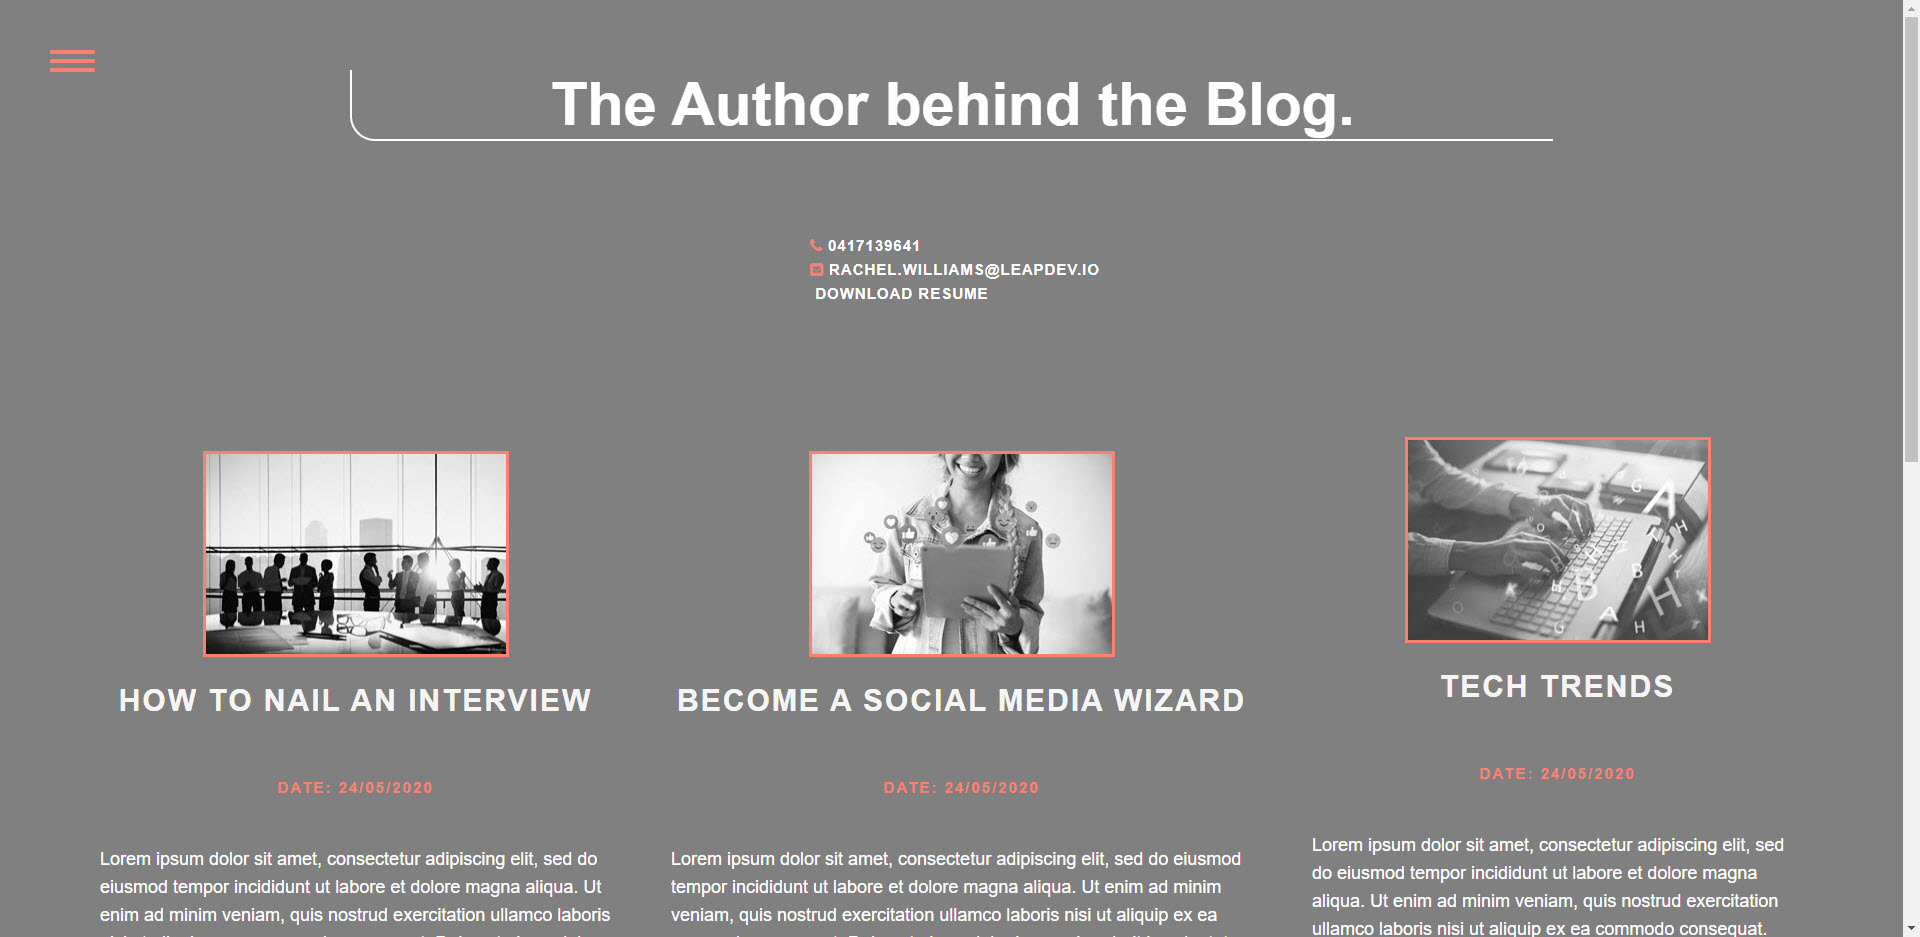 The Author behind the Blog.
0417139641
RACHEL.WILLIAMS@LEAPDEV.IO
DOWNLOAD RESUME
HOW TO NAIL AN INTERVIEW
DATE: 24/05/2020
Lorem ipsum dolor sit amet, consectetur adipiscing elit, sed do
eiusmod tempor incididunt ut labore et dolore magna aliqua. Ut
enim ad minim veniam, quis nostrud exercitation ullamco laboris
BECOME A SOCIAL MEDIA WIZARD
DATE: 24/05/2020
Lorem ipsum dolor sit amet, consectetur adipiscing elit, sed do eiusmod
tempor incididunt ut labore et dolore magna aliqua. Ut enim ad minim
veniam, quis nostrud exercitation ullamco laboris nisi ut aliquip ex ea
TECH TRENDS
DATE: 24/05/2020
Lorem ipsum dolor sit amet, consectetur adipiscing elit, sed
do eiusmod tempor incididunt ut labore et dolore magna
aliqua. Ut enim ad minim veniam, quis nostrud exercitation
ullamco laboris nisi ut aliquip ex ea commodo consequat.